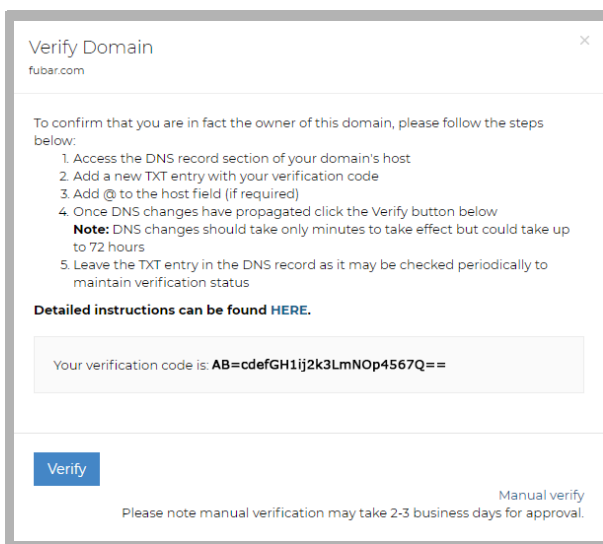 Verify Domain
×
fubar.com
To confirm that you are in fact the owner of this domain, please follow the steps
below:
1. Access the DNS record section of your domain's host
2. Add a new TXT entry with your verification code
3. Add @ to the host field (if required)
4. Once DNS changes have propagated click the Verify button below
Note: DNS changes should take only minutes to take effect but could take up
to 72 hours
5. Leave the TXT entry in the DNS record as it may be checked periodically to
maintain verification status
Detailed instructions can be found HERE.
Your verification code is: AB=cdefGH1ij2k3LmNOp4567Q==
Verify
Manual verify
Please note manual verification may take 2-3 business days for approval.